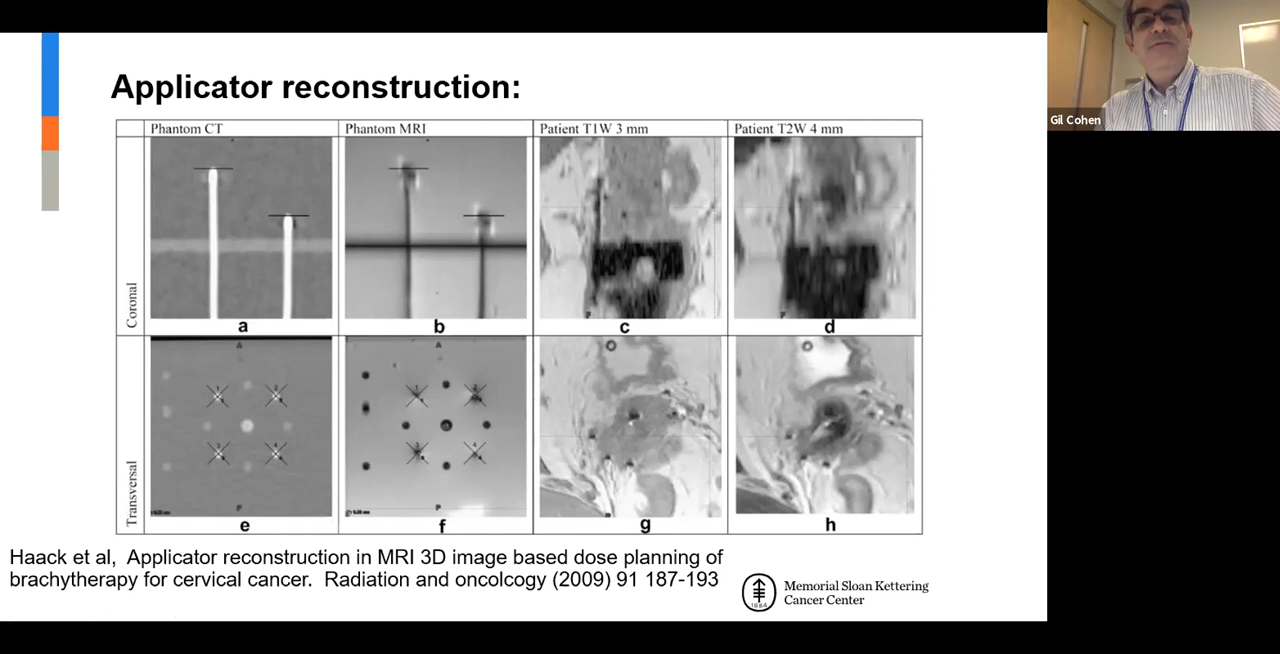 Applicator reconstruction:
Phantom CT
Phantom MRI
Patient T1W 3 mm
Patient T2W 4 mm
Coronal
a
b
c
d
Transversal
e
f
g
h
Haack et al, Applicator reconstruction in MRI 3D image based dose planning of
brachytherapy for cervical cancer. Radiation and oncolcogy (2009) 91 187-193
1884
Memorial Sloan Kettering
Cancer Center
Gil Cohen